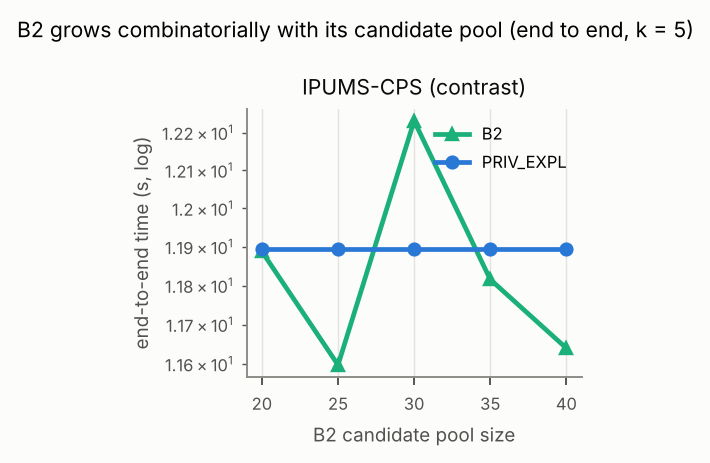 B2 grows combinatorially with its candidate pool (end to end, k = 5)
IPUMS-CPS (contrast)
end-to-end time (s, log)
1.22 × 10¹
1.21 × 10¹
1.2 × 10¹
1.19 × 10¹
1.18 × 10¹
1.17 × 10¹
1.16 × 10¹
B2
PRIV_EXPL
20 25 30 35 40
B2 candidate pool size